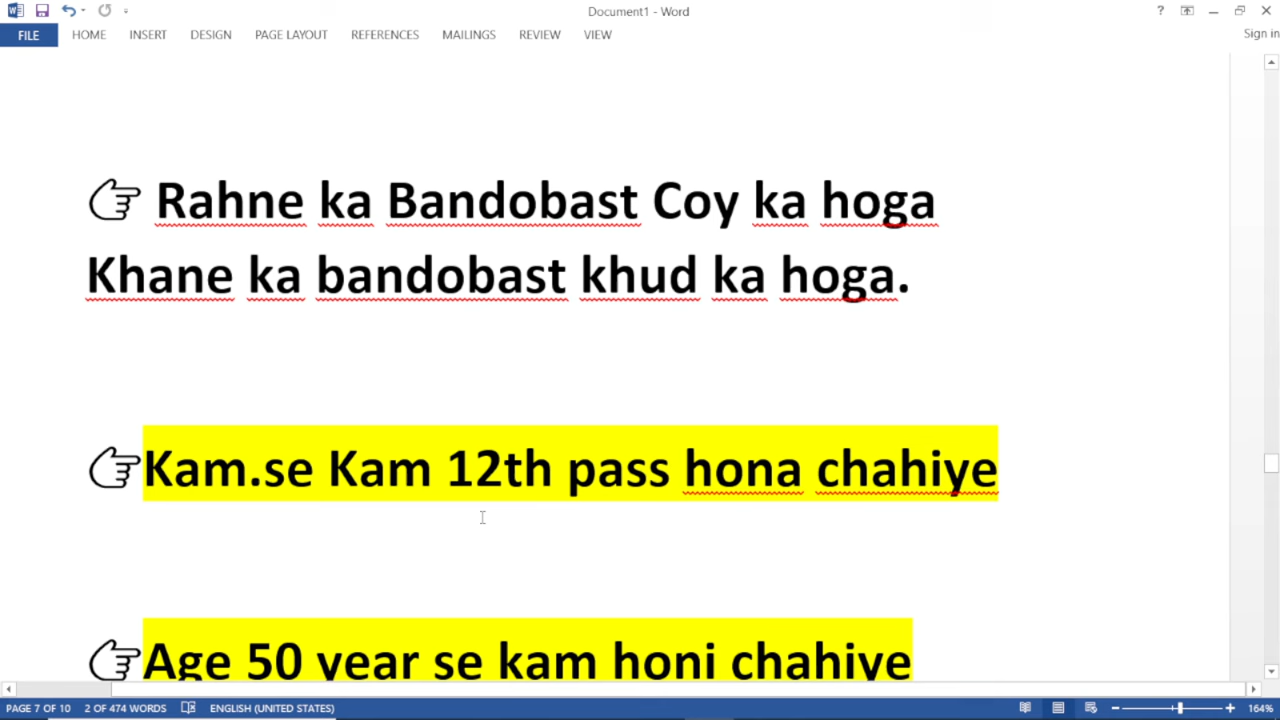 Document1 - Word
?
FILE HOME INSERT DESIGN PAGE LAYOUT REFERENCES MAILINGS REVIEW VIEW Sign in
Rahne ka Bandobast Coy ka hoga
Khane ka bandobast khud ka hoga.
Kam.se Kam 12th pass hona chahiye
Age 50 year se kam honi chahiye
PAGE 7 OF 10 2 OF 474 WORDS ENGLISH (UNITED STATES) 164%